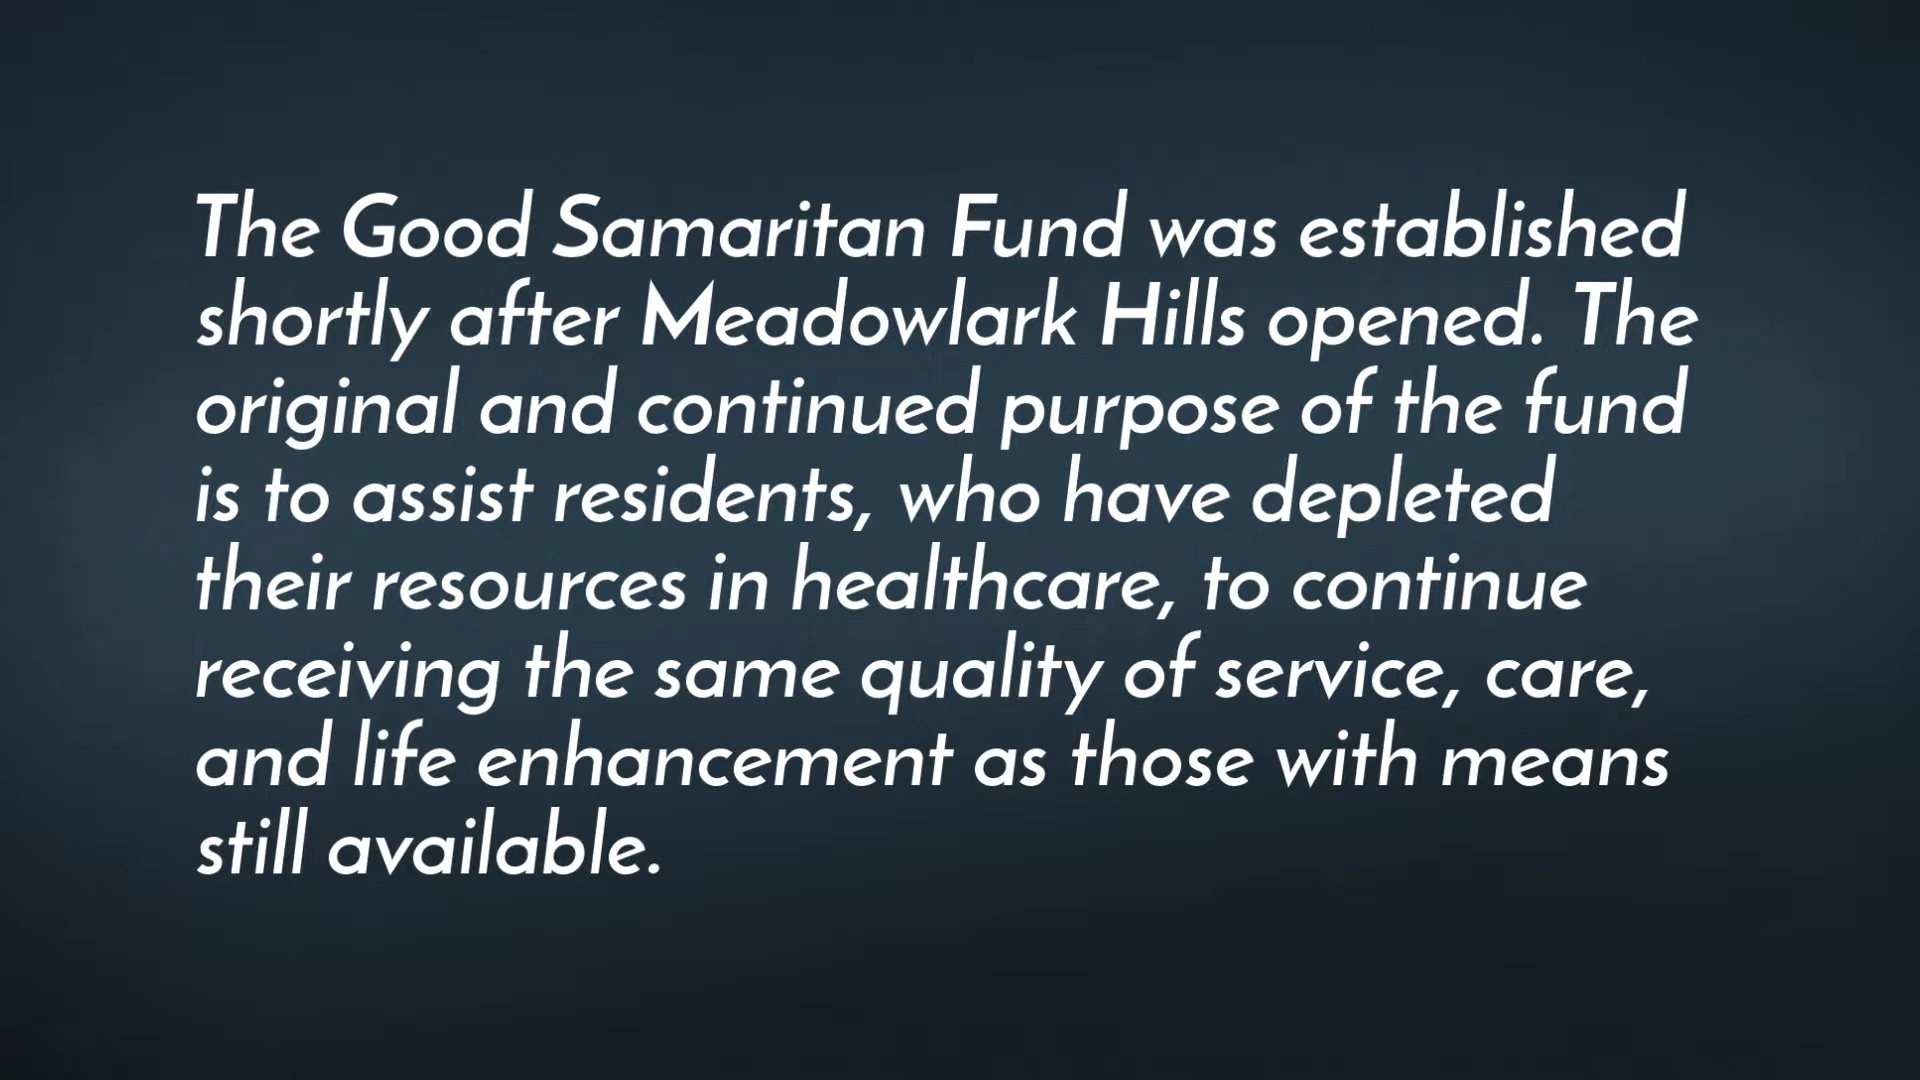 The Good Samaritan Fund was established
shortly after Meadowlark Hills opened. The
original and continued purpose of the fund
is to assist residents, who have depleted
their resources in healthcare, to continue
receiving the same quality of service, care,
and life enhancement as those with means
still available.